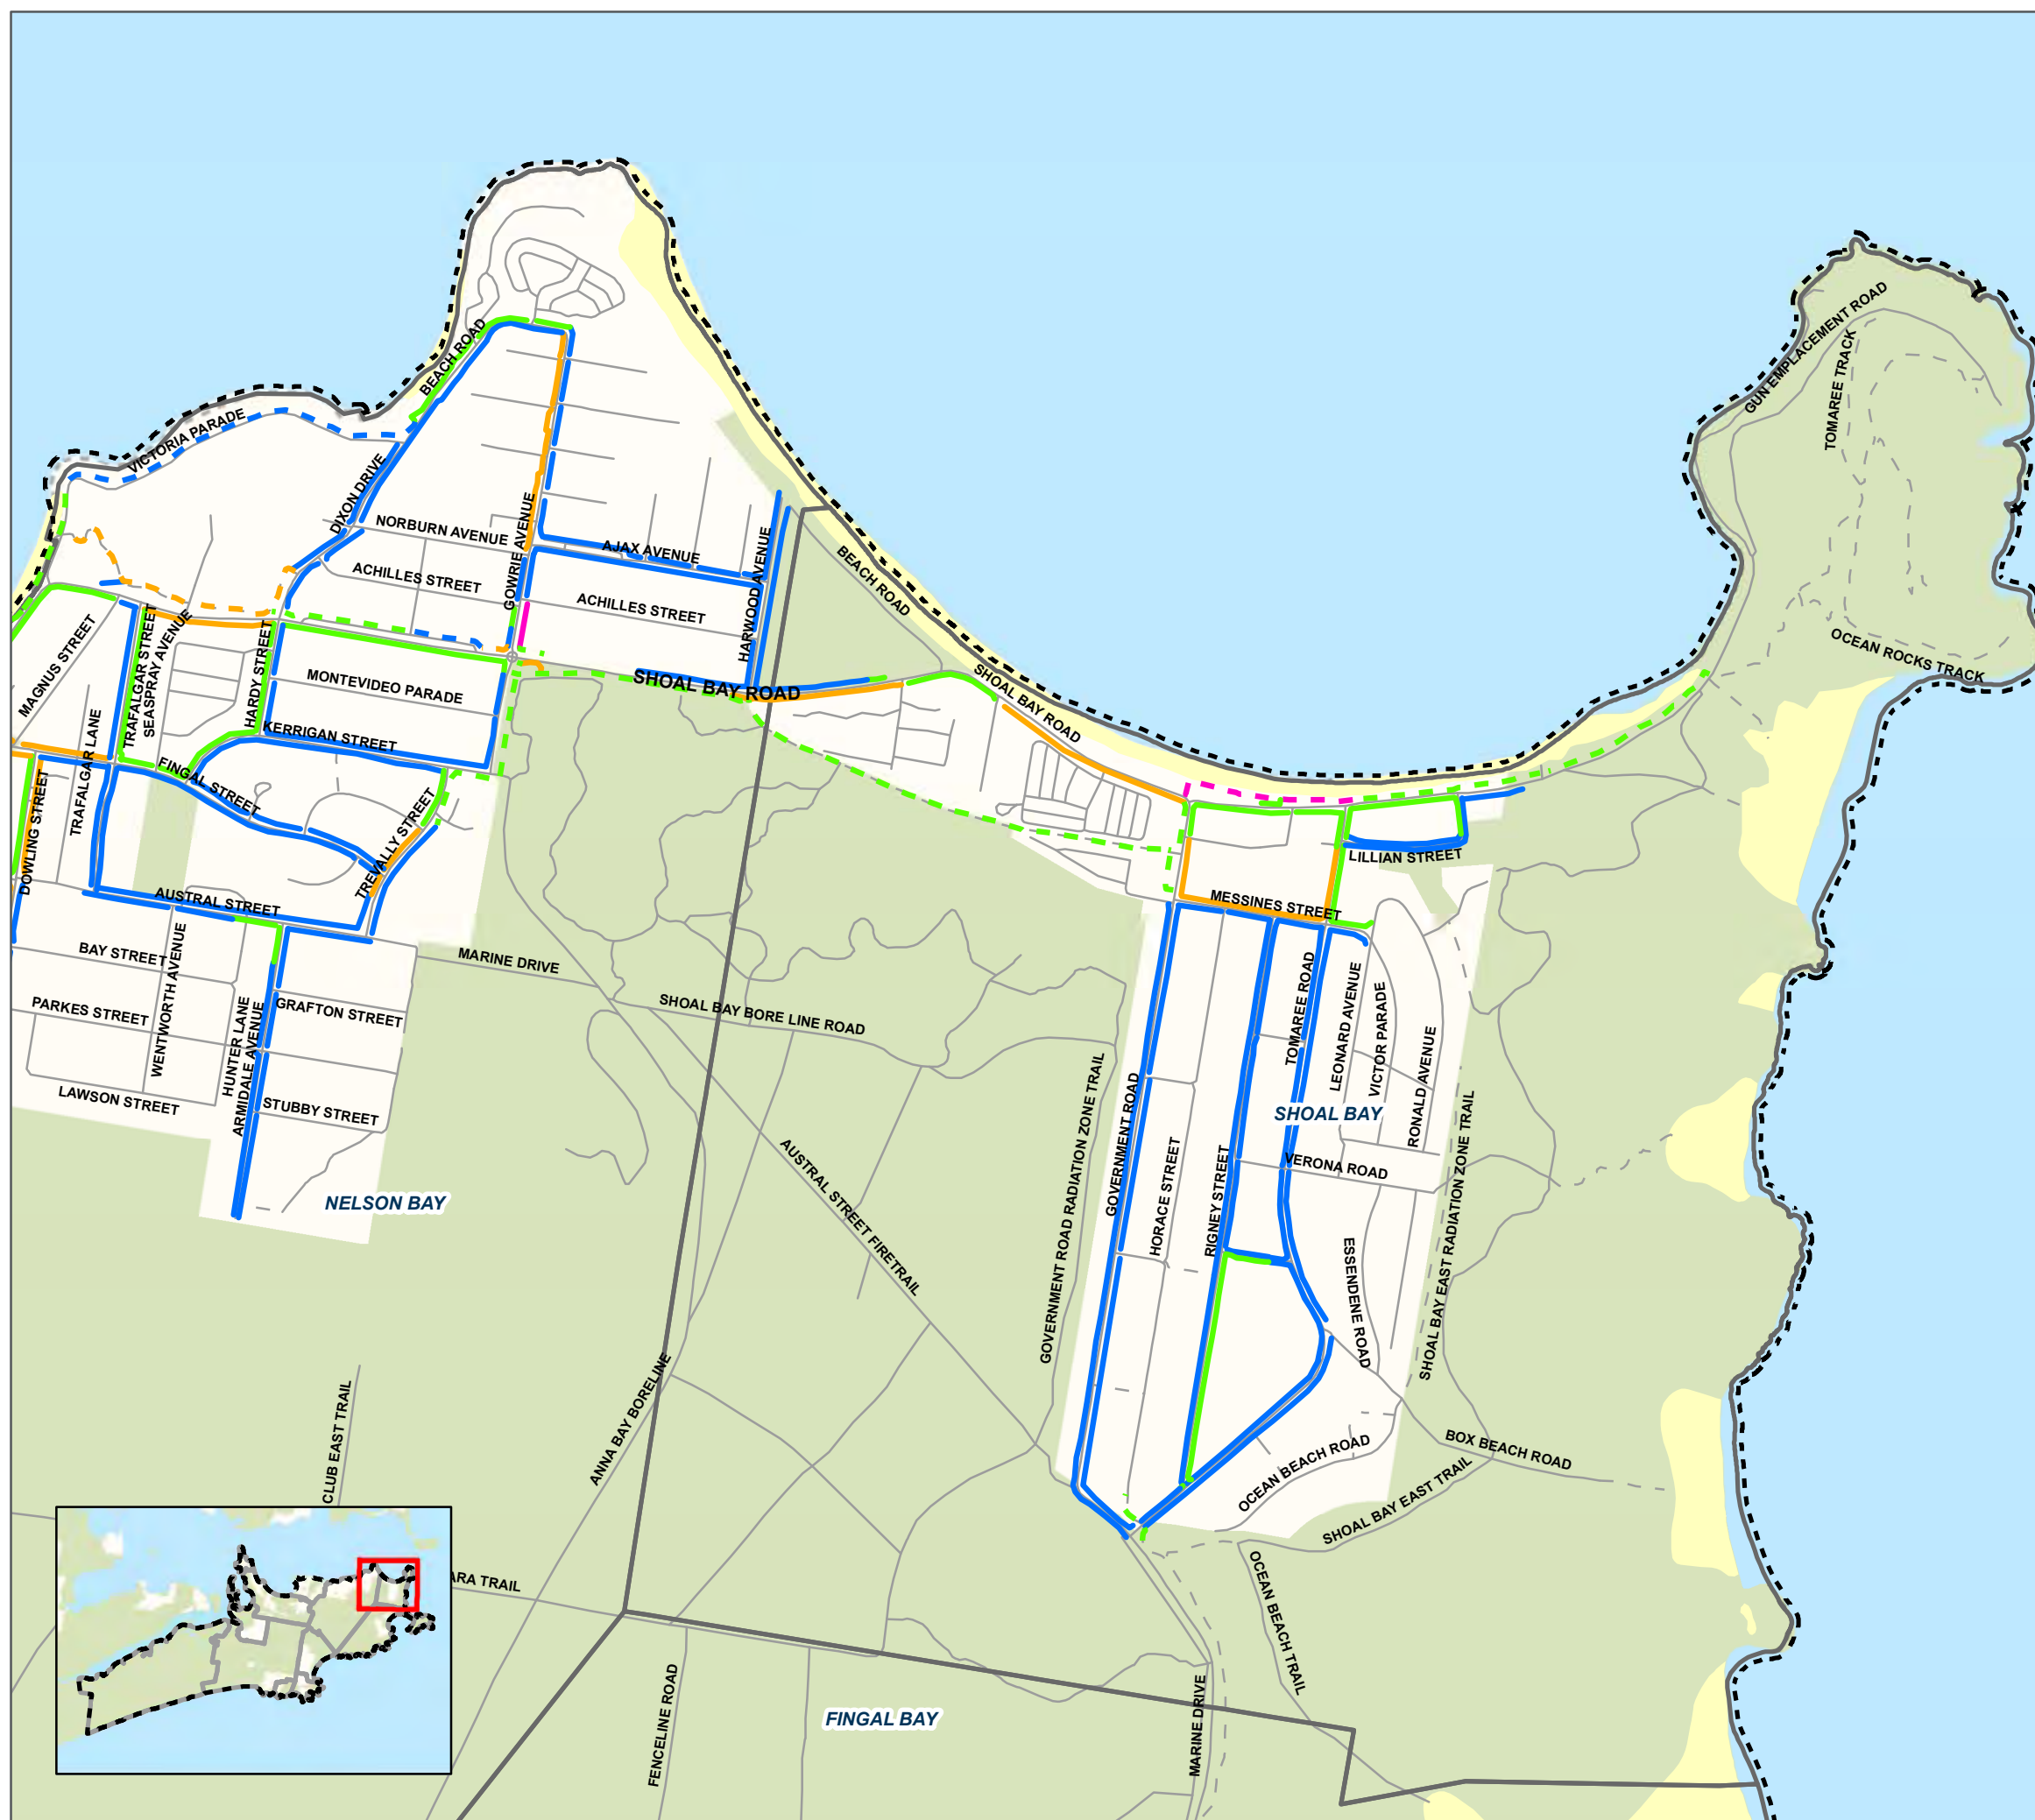 GUN EMPLACEMENT ROAD
TOMAREE TRACK
BEACH ROAD
VICTORIA PARADE
DIXON DRIVE
NORBURN AVENUE
GOWRIE AVENUE
AJAX AVENUE
HARWOOD AVENUE
BEACH ROAD
ACHILLES STREET
ACHILLES STREET
MAGNUS STREET
TRAFALGAR STREET
SEASPRAY AVENUE
HARDY STREET
MONTEVIDEO PARADE
SHOAL BAY ROAD
SHOAL BAY ROAD
OCEAN ROCKS TRACK
KERRIGAN STREET
TRAFALGAR LANE
FINGAL STREET
DOWLING STREET
TREVALLY STREET
LILLIAN STREET
AUSTRAL STREET
MESSINES STREET
BAY STREET
WENTWORTH AVENUE
MARINE DRIVE
PARKES STREET
HUNTER LANE
ARMIDALE AVENUE
GRAFTON STREET
SHOAL BAY BORE LINE ROAD
TOMAREE ROAD
LEONARD AVENUE
VICTOR PARADE
RONALD AVENUE
LAWSON STREET
STUBBY STREET
SHOAL BAY
GOVERNMENT ROAD RADIATION ZONE TRAIL
GOVERNMENT ROAD
HORACE STREET
RIGNEY STREET
VERONA ROAD
SHOAL BAY EAST RADIATION ZONE TRAIL
NELSON BAY
AUSTRAL STREET FIRETRAIL
ESSENDENE ROAD
CLUB EAST TRAIL
ANNA BAY BORELINE
OCEAN BEACH ROAD
BOX BEACH ROAD
SHOAL BAY EAST TRAIL
ARA TRAIL
OCEAN BEACH TRAIL
FENCELINE ROAD
FINGAL BAY
MARINE DRIVE